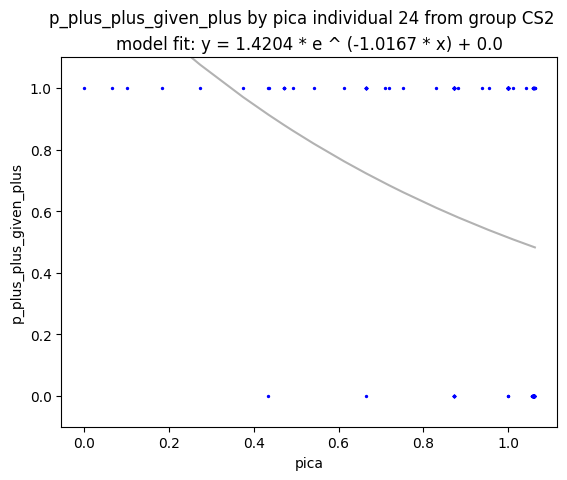 p_plus_plus_given_plus by pica individual 24 from group CS2
model fit: y = 1.4204 * e ^ (-1.0167 * x) + 0.0
1.0
0.8
0.6
0.4
0.2
0.0
p_plus_plus_given_plus
0.0 0.2 0.4 0.6 0.8 1.0
pica